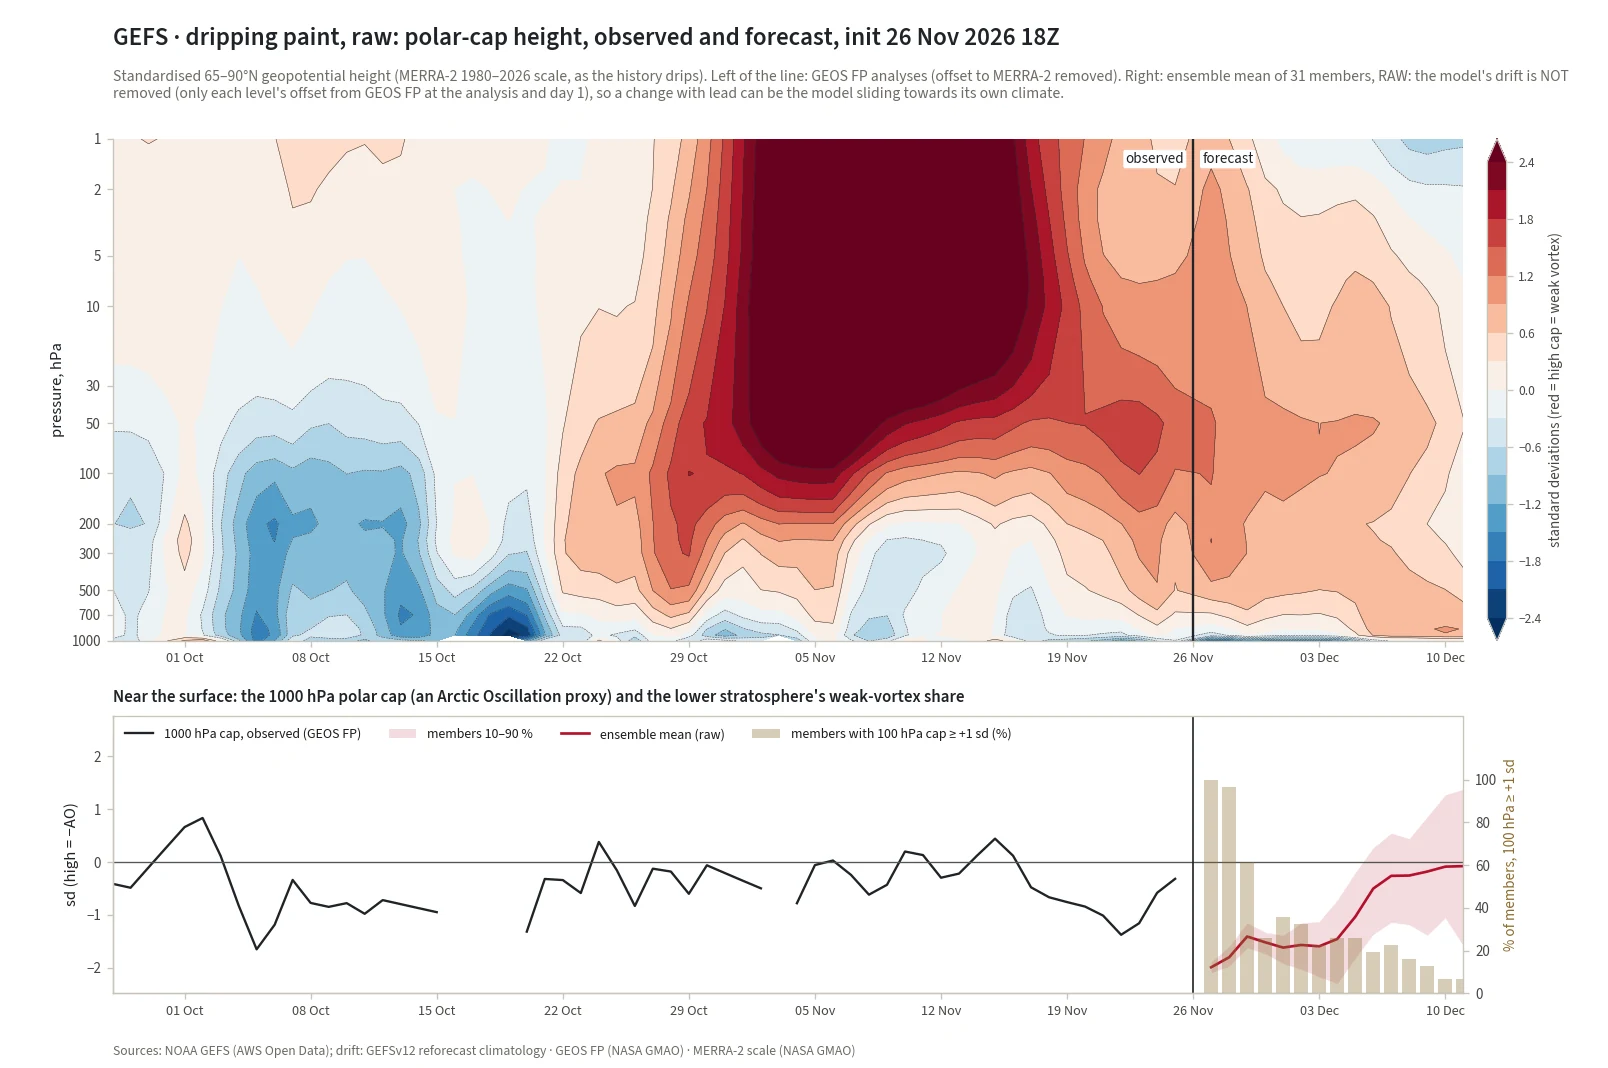 GEFS · dripping paint, raw: polar-cap height, observed and forecast, init 26 Nov 2026 18Z
Standardised 65–90°N geopotential height (MERRA-2 1980–2026 scale, as the history drips). Left of the line: GEOS FP analyses (offset to MERRA-2 removed). Right: ensemble mean of 31 members, RAW: the model's drift is NOT
removed (only each level's offset from GEOS FP at the analysis and day 1), so a change with lead can be the model sliding towards its own climate.
observed
forecast
pressure, hPa
1
2
5
10
30
50
100
200
300
500
700
1000
01 Oct
08 Oct
15 Oct
22 Oct
29 Oct
05 Nov
12 Nov
19 Nov
26 Nov
03 Dec
10 Dec
2.4
1.8
1.2
0.6
0.0
−0.6
−1.2
−1.8
−2.4
standard deviations (red = high cap = weak vortex)
Near the surface: the 1000 hPa polar cap (an Arctic Oscillation proxy) and the lower stratosphere's weak-vortex share
1000 hPa cap, observed (GEOS FP)
members 10–90 %
ensemble mean (raw)
members with 100 hPa cap ≥ +1 sd (%)
sd (high = −AO)
2
1
0
−1
−2
100
80
60
40
20
0
% of members, 100 hPa ≥ +1 sd
01 Oct
08 Oct
15 Oct
22 Oct
29 Oct
05 Nov
12 Nov
19 Nov
26 Nov
03 Dec
10 Dec
Sources: NOAA GEFS (AWS Open Data); drift: GEFSv12 reforecast climatology · GEOS FP (NASA GMAO) · MERRA-2 scale (NASA GMAO)